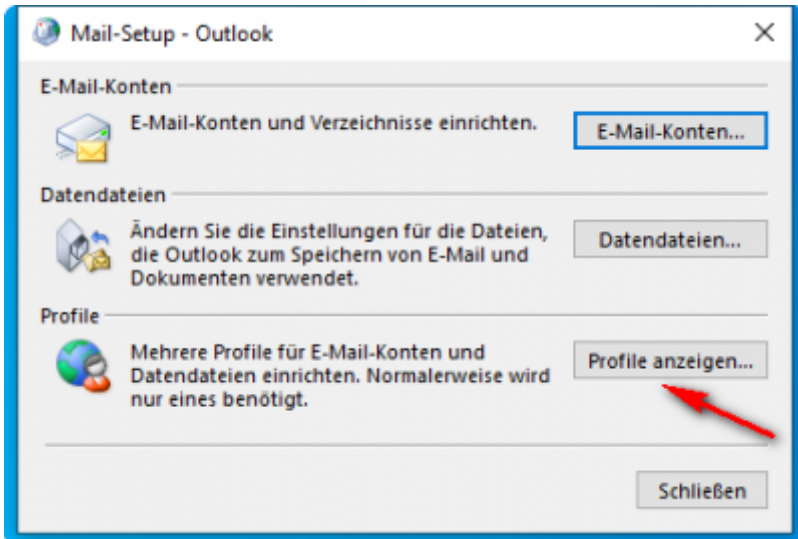 Mail-Setup - Outlook
E-Mail-Konten
E-Mail-Konten und Verzeichnisse einrichten.
E-Mail-Konten...
Datendateien
Ändern Sie die Einstellungen für die Dateien,
die Outlook zum Speichern von E-Mail und
Dokumenten verwendet.
Datendateien...
Profile
Mehrere Profile für E-Mail-Konten und
Datendateien einrichten. Normalerweise wird
nur eines benötigt.
Profile anzeigen...
Schließen